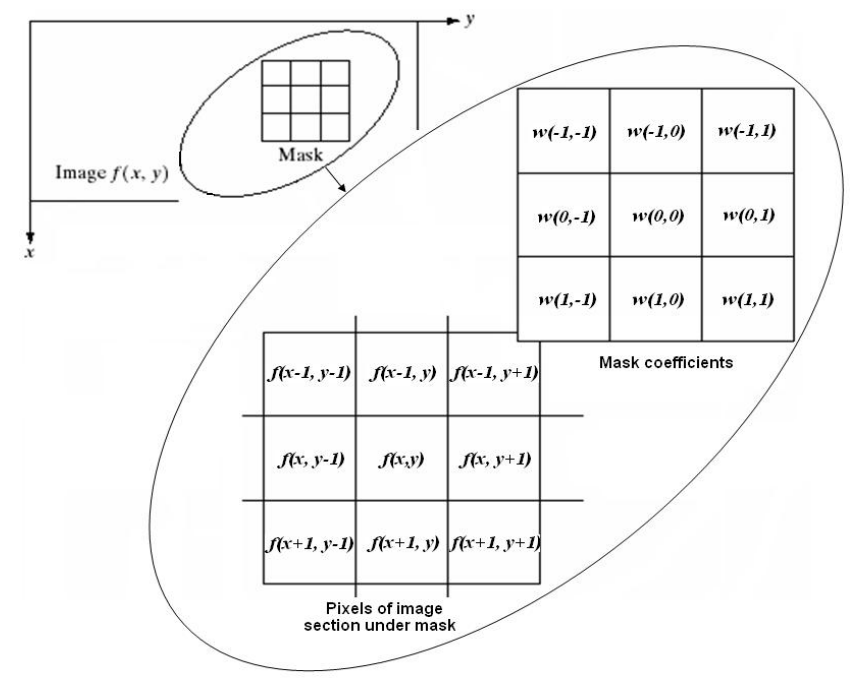 y
Mask
Image f(x, y)
x
w(-1,-1) w(-1,0) w(-1,1)
w(0,-1) w(0,0) w(0,1)
w(1,-1) w(1,0) w(1,1)
Mask coefficients
f(x-1, y-1) f(x-1, y) f(x-1, y+1)
f(x, y-1) f(x,y) f(x, y+1)
f(x+1, y-1) f(x+1, y) f(x+1, y+1)
Pixels of image
section under mask